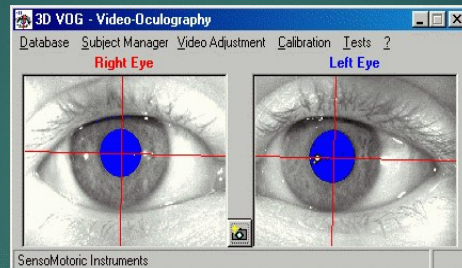 3D VOG - Video-Oculography
Database Subject Manager Video Adjustment Calibration Tests ?
Right Eye Left Eye
SensoMotoric Instruments